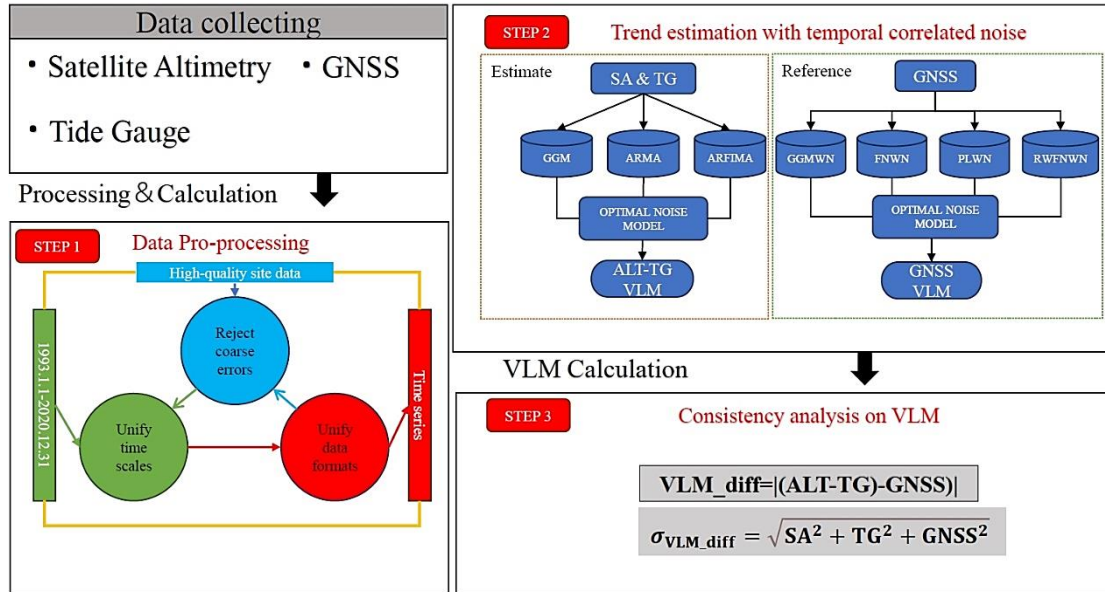 Data collecting
· Satellite Altimetry · GNSS
· Tide Gauge
Processing&Calculation
STEP 1
Data Pro-processing
High-quality site data
1993.1.1-2020.12.31
Reject
coarse
errors
Unify
time
scales
Unify
data
formats
Time series
STEP 2
Trend estimation with temporal correlated noise
Estimate
SA & TG
GGM
ARMA
ARFIMA
OPTIMAL NOISE
MODEL
ALT-TG
VLM
Reference
GNSS
GGMWN
FNWN
PLWN
RWFNWN
OPTIMAL NOISE
MODEL
GNSS
VLM
VLM Calculation
STEP 3
Consistency analysis on VLM
VLM_diff=|(ALT-TG)-GNSS)|
σ_VLM_diff = √SA² + TG² + GNSS²